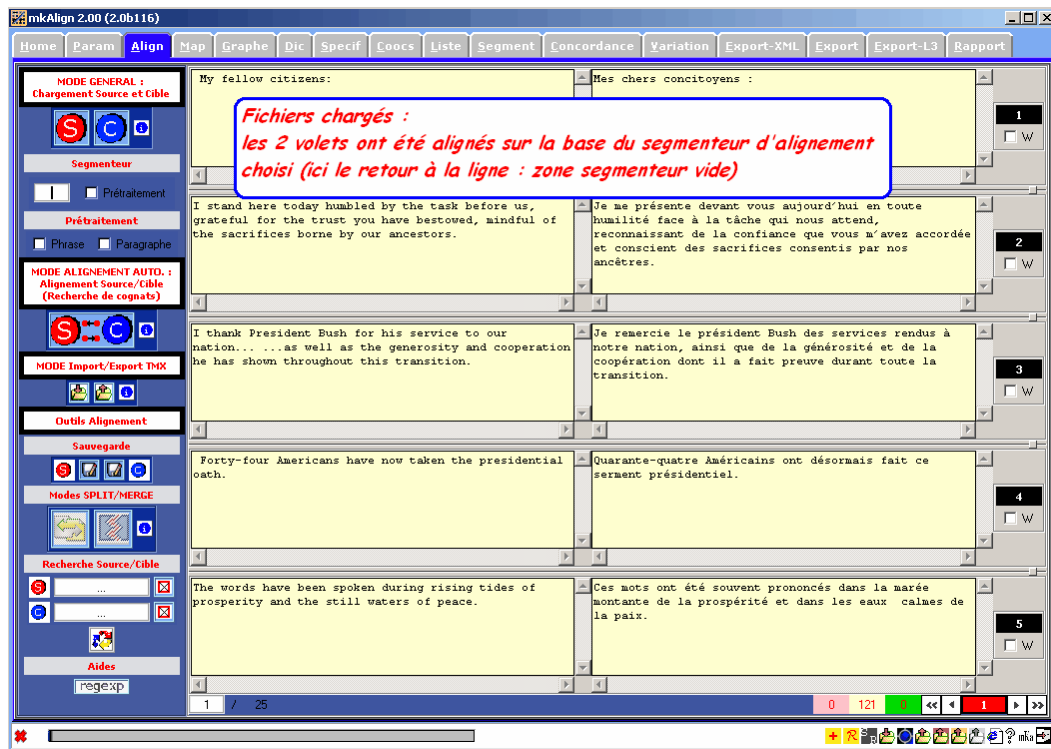 mkAlign 2.00 (2.0b116)
Home Param Align Map Graphe Dic Specif Coocs Liste Segment Concordance Variation Export-XML Export Export-L3 Rapport
MODE GENERAL :
Chargement Source et Cible
S C i
Segmenteur
Prétraitement
Prétraitement
Phrase Paragraphe
MODE ALIGNEMENT AUTO. :
Alignement Source/Cible
(Recherche de cognats)
S C i
MODE Import/Export TMX
i
Outils Alignement
Sauvegarde
S C
Modes SPLIT/MERGE
i
Recherche Source/Cible
S ...
C ...
Aides
regexp
My fellow citizens:
Mes chers concitoyens :
1
W
Fichiers chargés :
les 2 volets ont été alignés sur la base du segmenteur d'alignement
choisi (ici le retour à la ligne : zone segmenteur vide)
I stand here today humbled by the task before us,
grateful for the trust you have bestowed, mindful of
the sacrifices borne by our ancestors.
Je me présente devant vous aujourd'hui en toute
humilité face à la tâche qui nous attend,
reconnaissant de la confiance que vous m'avez accordée
et conscient des sacrifices consentis par nos
ancêtres.
2
W
I thank President Bush for his service to our
nation... ...as well as the generosity and cooperation
he has shown throughout this transition.
Je remercie le président Bush des services rendus à
notre nation, ainsi que de la générosité et de la
coopération dont il a fait preuve durant toute la
transition.
3
W
Forty-four Americans have now taken the presidential
oath.
Quarante-quatre Américains ont désormais fait ce
serment présidentiel.
4
W
The words have been spoken during rising tides of
prosperity and the still waters of peace.
Ces mots ont été souvent prononcés dans la marée
montante de la prospérité et dans les eaux calmes de
la paix.
5
W
1 / 25
0 121 0 1